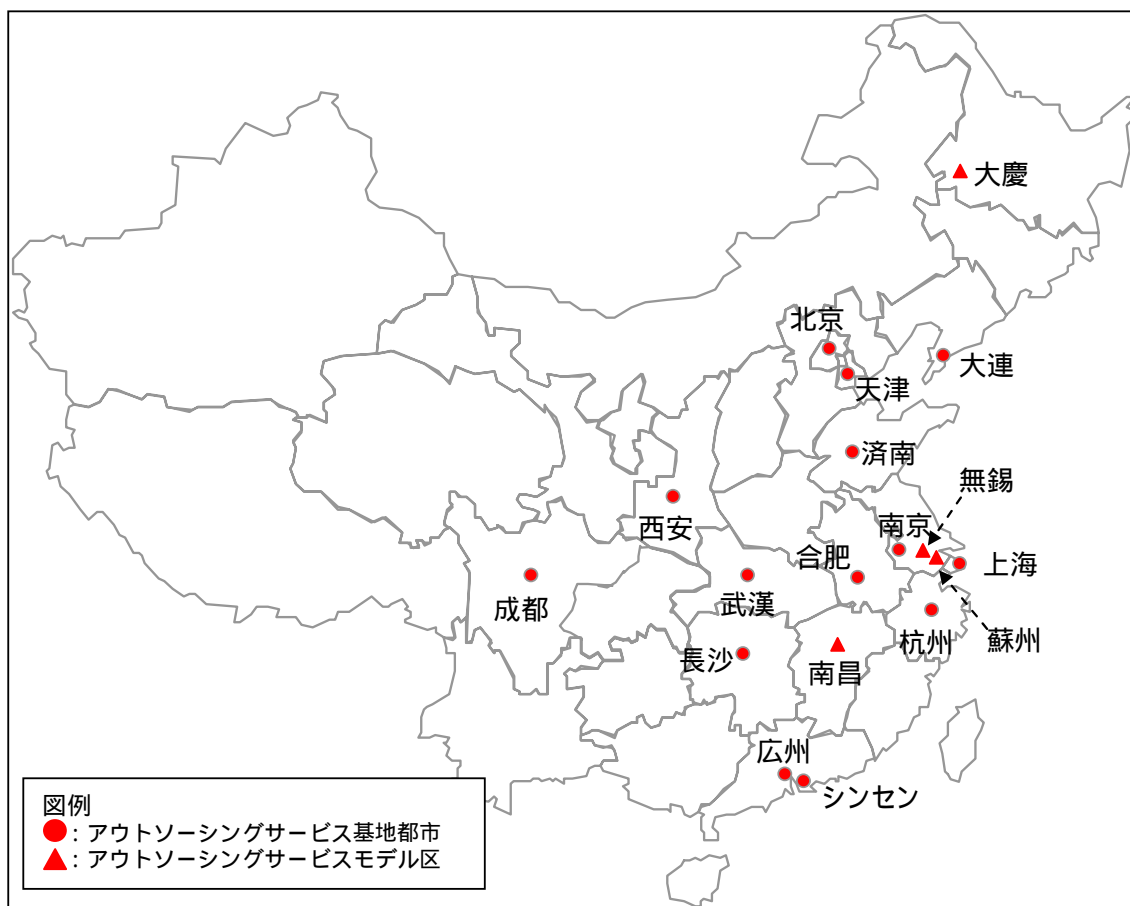 大慶
北京
大連
天津
済南
無錫
西安
南京
合肥
上海
成都
武漢
杭州
蘇州
長沙
南昌
広州
シンセン
図例
●: アウトソーシングサービス基地都市
▲: アウトソーシングサービスモデル区